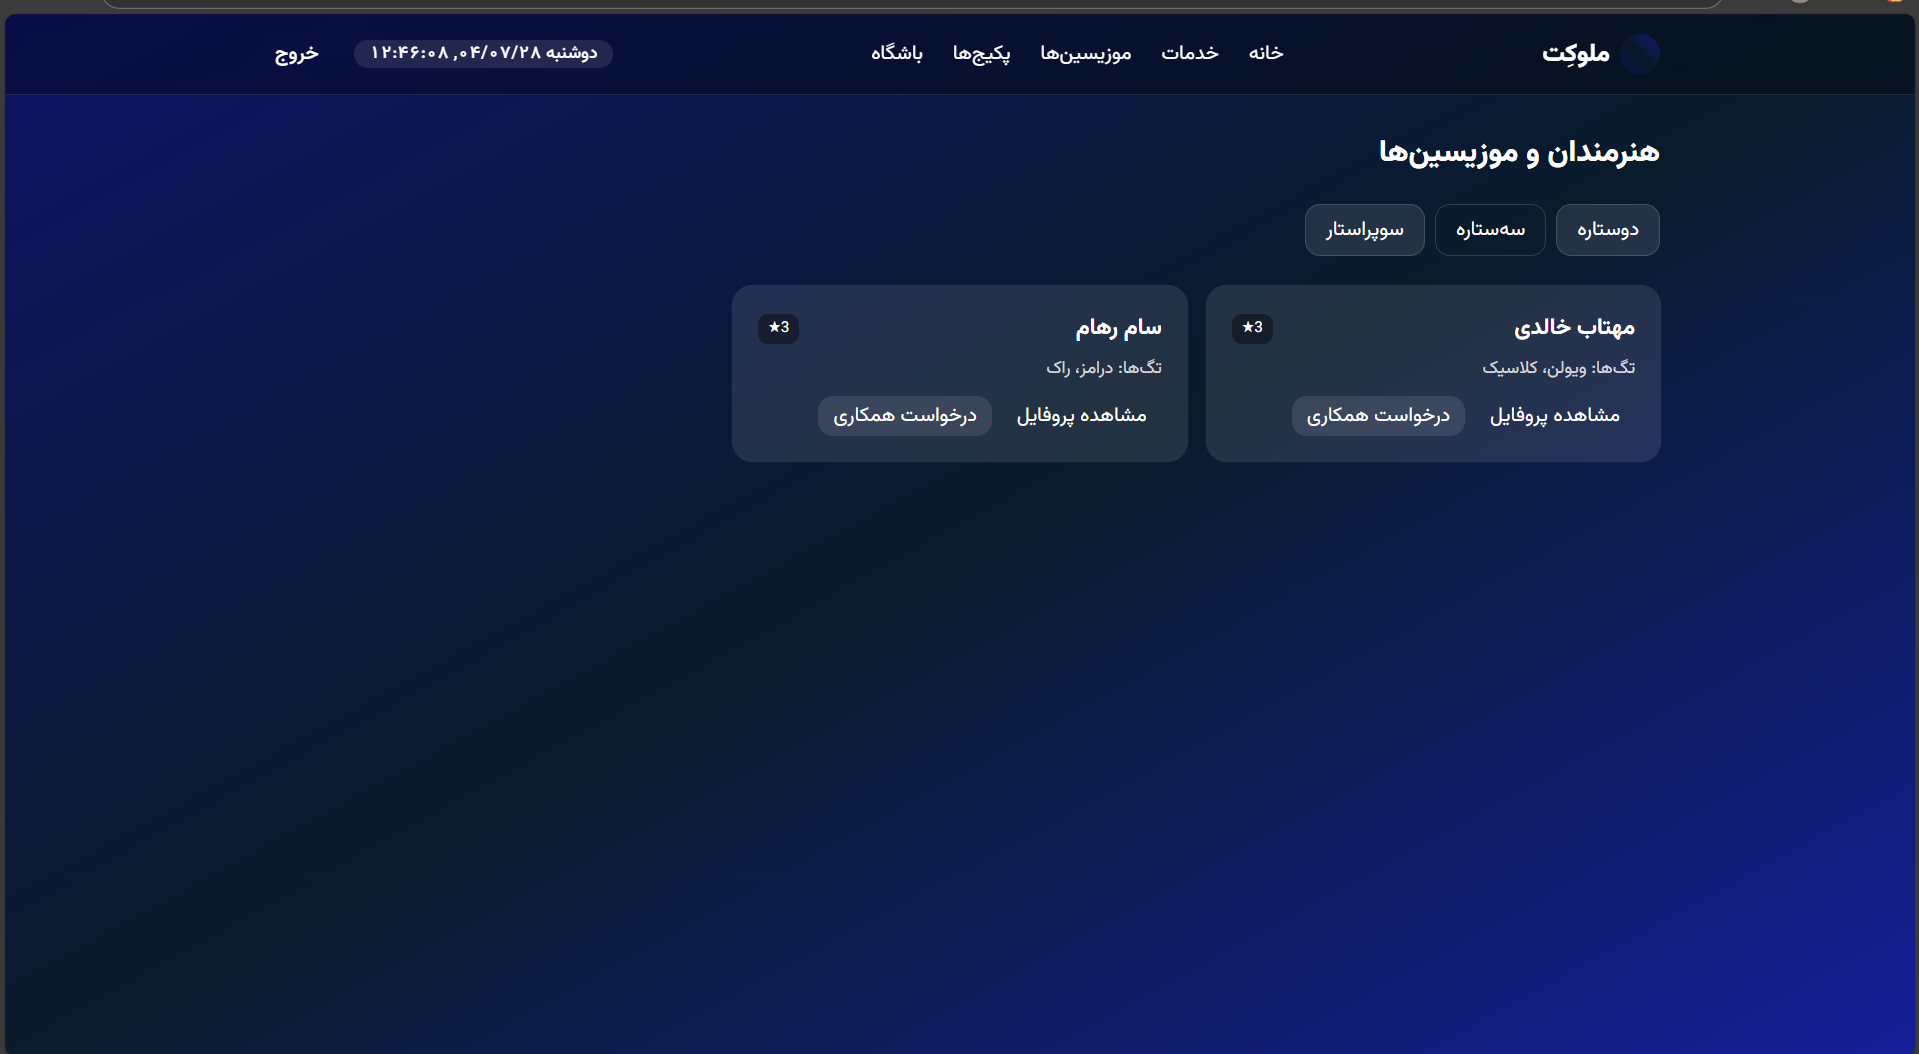 ملوکِت
خانه
خدمات
موزیسین‌ها
پکیج‌ها
باشگاه
دوشنبه ۰۴/۰۷/۲۸, ۱۲:۴۶:۰۸
خروج
هنرمندان و موزیسین‌ها
دوستاره
سه‌ستاره
سوپراستار
مهتاب خالدی
★3
تگ‌ها: ویولن، کلاسیک
مشاهده پروفایل
درخواست همکاری
سام رهام
★3
تگ‌ها: درامز، راک
مشاهده پروفایل
درخواست همکاری